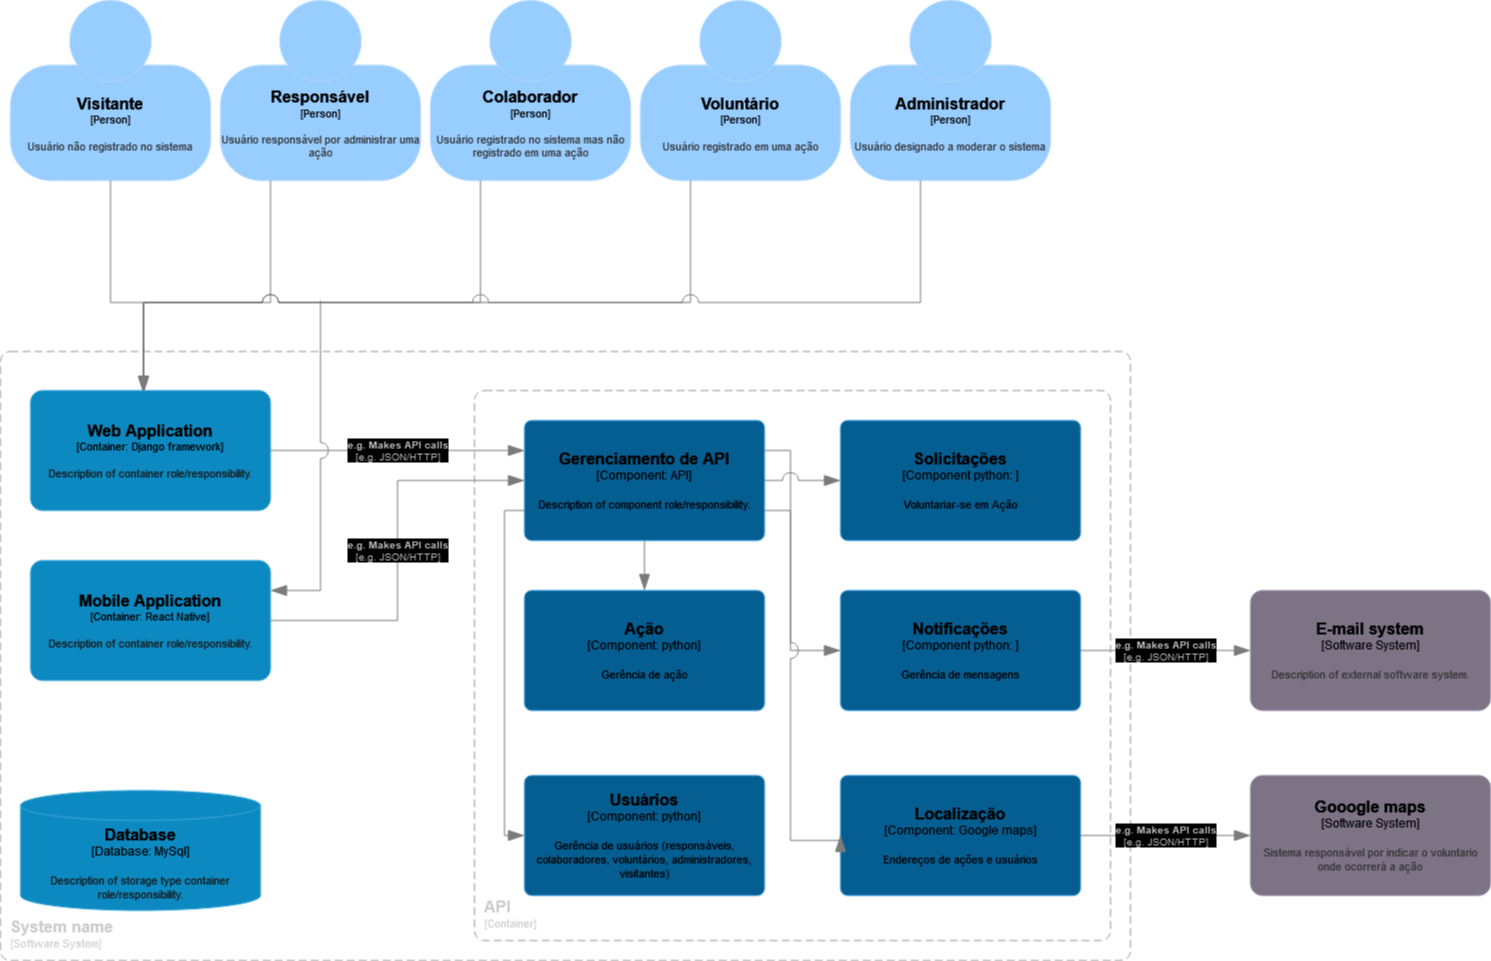 Visitante
[Person]
Usuário não registrado no sistema
Responsável
[Person]
Usuário responsável por administrar uma
ação
Colaborador
[Person]
Usuário registrado no sistema mas não
registrado em uma ação
Voluntário
[Person]
Usuário registrado em uma ação
Administrador
[Person]
Usuário designado a moderar o sistema
Web Application
[Container: Django framework]
Description of container role/responsibility.
e.g. Makes API calls
[e.g. JSON/HTTP]
Gerenciamento de API
[Component: API]
Description of component role/responsibility.
Solicitações
[Component python: ]
Voluntariar-se em Ação
Mobile Application
[Container: React Native]
Description of container role/responsibility.
e.g. Makes API calls
[e.g. JSON/HTTP]
Ação
[Component: python]
Gerência de ação
Notificações
[Component python: ]
Gerência de mensagens
e.g. Makes API calls
[e.g. JSON/HTTP]
E-mail system
[Software System]
Description of external software system.
Database
[Database: MySql]
Description of storage type container
role/responsibility.
Usuários
[Component: python]
Gerência de usuários (responsáveis,
colaboradores, voluntários, administradores,
visitantes)
Localização
[Component: Google maps]
Endereços de ações e usuários
e.g. Makes API calls
[e.g. JSON/HTTP]
Gooogle maps
[Software System]
Sistema responsável por indicar o voluntario
onde ocorrerá a ação
API
[Container]
System name
[Software System]